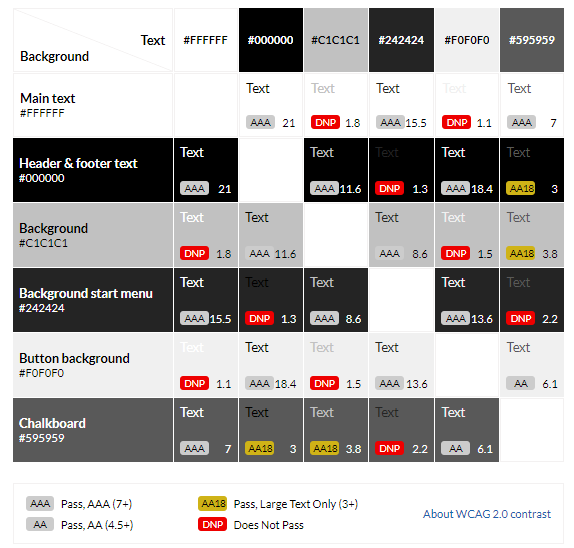 Text #FFFFFF #000000 #C1C1C1 #242424 #F0F0F0 #595959
Background
Main text Text Text Text Text Text
#FFFFFF
AAA 21 DNP 1.8 AAA 15.5 DNP 1.1 AAA 7
Text Text Text Text Text
Header & footer text
#000000
AAA 21 AAA 11.6 DNP 1.3 AAA 18.4 AA18 3
Text Text Text Text Text
Background
#C1C1C1
DNP 1.8 AAA 11.6 AAA 8.6 DNP 1.5 AA18 3.8
Text Text Text Text Text
Background start menu
#242424
AAA 15.5 DNP 1.3 AAA 8.6 AAA 13.6 DNP 2.2
Text Text Text Text Text
Button background
#F0F0F0
DNP 1.1 AAA 18.4 DNP 1.5 AAA 13.6 AA 6.1
Text Text Text Text Text
Chalkboard
#595959
AAA 7 AA18 3 AA18 3.8 DNP 2.2 AA 6.1
AAA Pass, AAA (7+) AA18 Pass, Large Text Only (3+)
About WCAG 2.0 contrast
AA Pass, AA (4.5+) DNP Does Not Pass